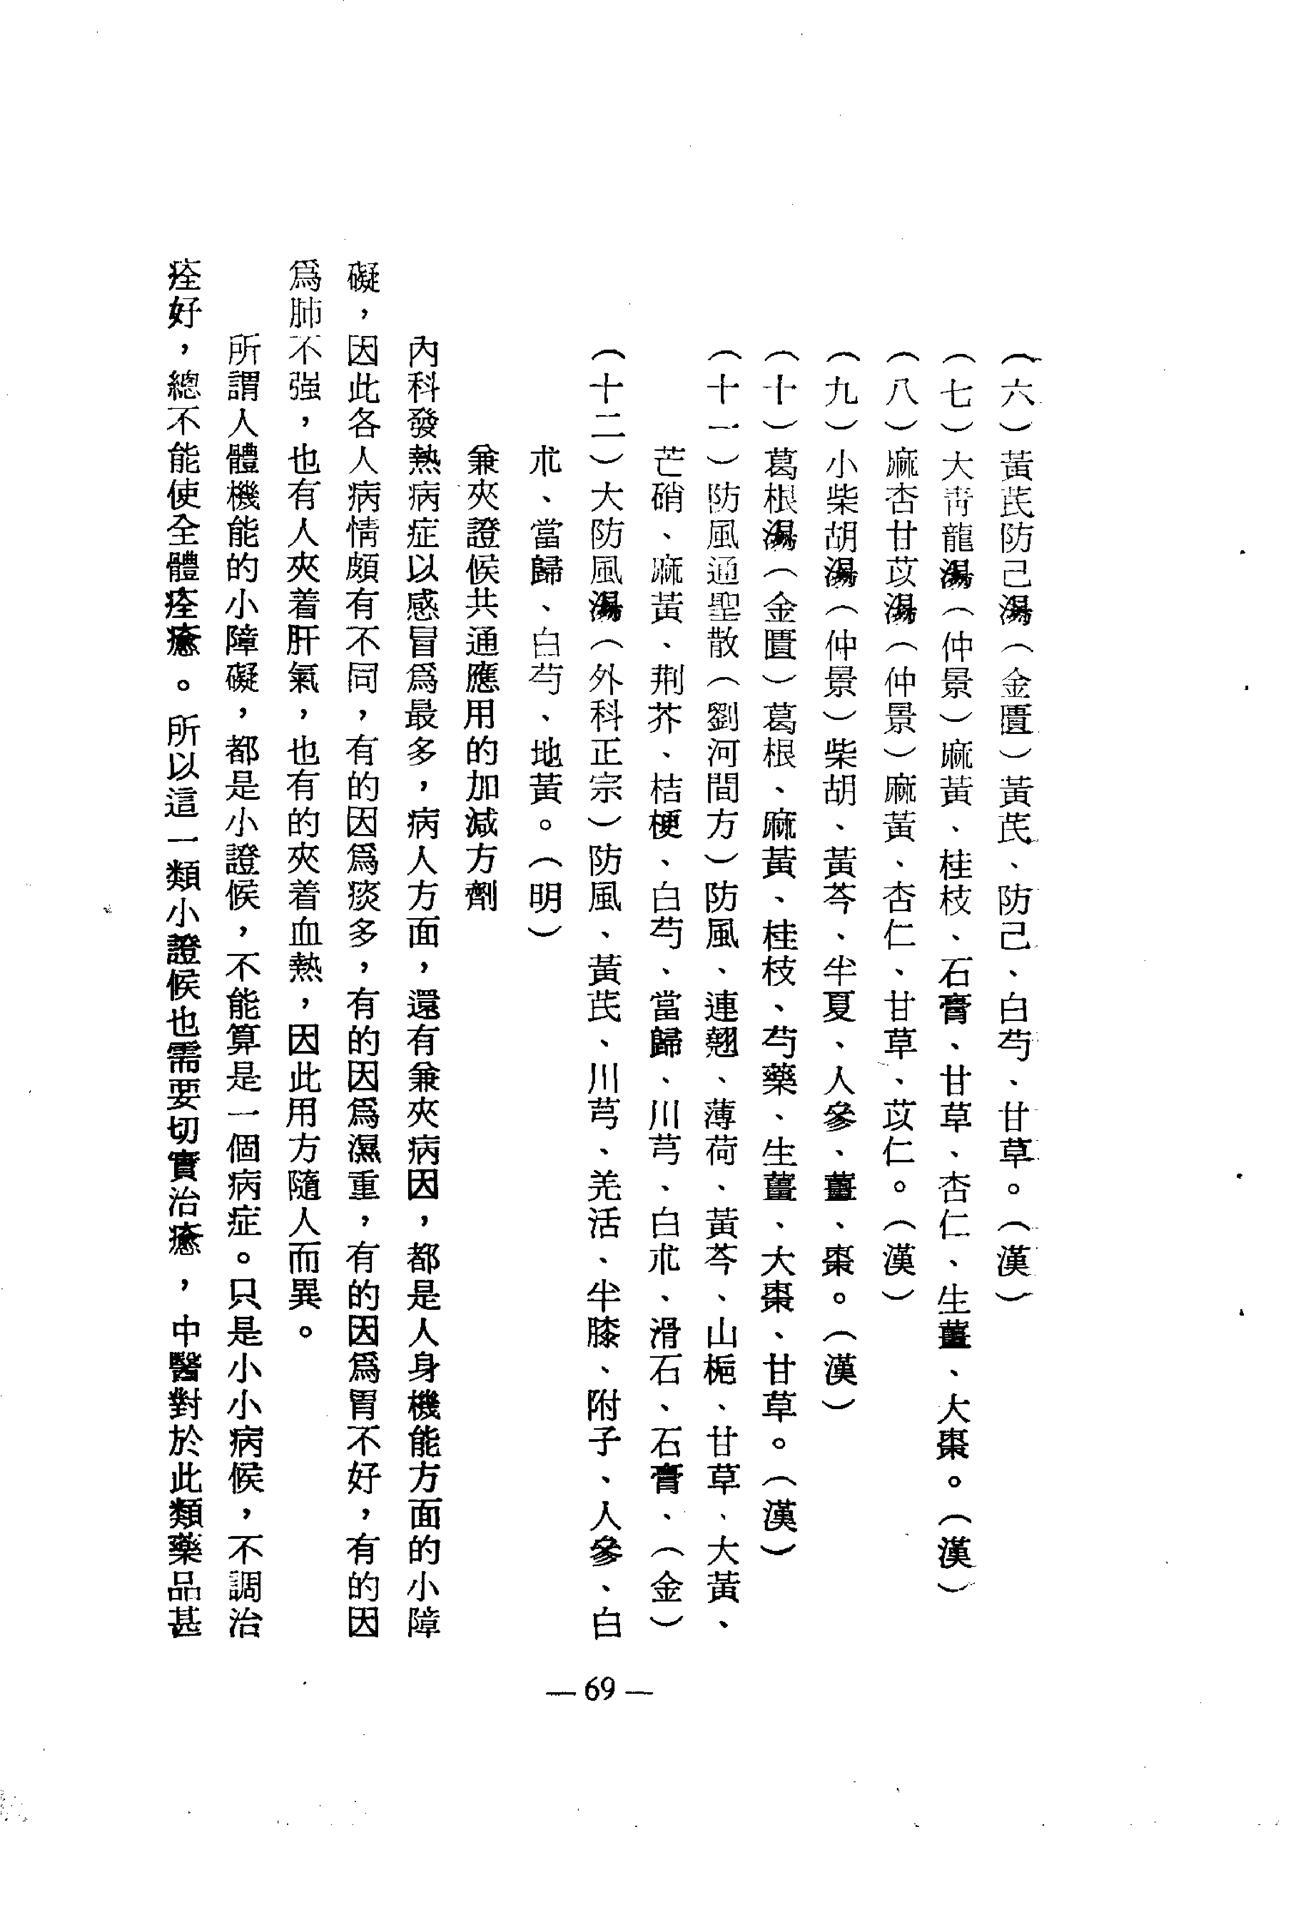 （六）黃芪防己湯（金匱）黃芪、防己、白芍、甘草。（漢）
（七）大靑龍湯（仲景）麻黃、桂枝、石膏、甘草、杏仁、生薑、大棗。（漢）
（八）麻杏甘苡湯（仲景）麻黃、杏仁、甘草、苡仁。（漢）
（九）小柴胡湯（仲景）柴胡、黃芩、半夏、人參、薑、棗。（漢）
（十）葛根湯（金匱）葛根、麻黃、桂枝、芍藥、生薑、大棗、甘草。（漢）
（十一）防風通聖散（劉河間方）防風、連翹、薄荷、黃芩、山梔、甘草、大黃、
芒硝、麻黃、荆芥、桔梗、白芍、當歸、川芎、白朮、滑石、石膏、（金）
（十二）大防風湯（外科正宗）防風、黃芪、川芎、羌活、牛膝、附子、人參、白
朮、當歸、白芍、地黃。（明）
兼夾證候共通應用的加減方劑
內科發熱病症以感冒爲最多，病人方面，還有兼夾病因，都是人身機能方面的小障
礙，因此各人病情頗有不同，有的因爲痰多，有的因爲濕重，有的因爲胃不好，有的因
爲肺不强，也有人夾着肝氣，也有的夾着血熱，因此用方隨人而異。
所謂人體機能的小障礙，都是小證候，不能算是一個病症。只是小小病候，不調治
痊好，總不能使全體痊癒。所以這一類小證候也需要切實治癒，中醫對於此類藥品甚
—69—